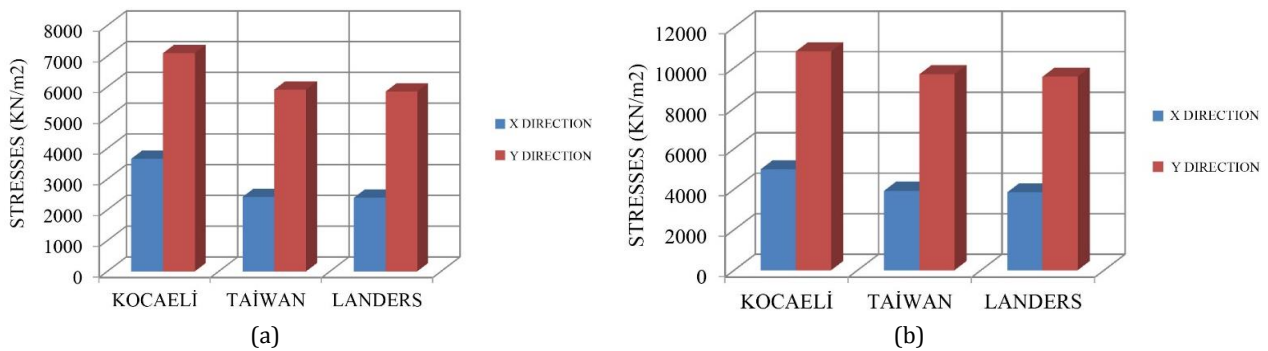 STRESSES (KN/m2)
8000
7000
6000
5000
4000
3000
2000
1000
0
KOCAELİ
TAİWAN
LANDERS
X DIRECTION
Y DIRECTION
(a)
STRESSES (KN/m2)
12000
10000
8000
6000
4000
2000
0
KOCAELİ
TAİWAN
LANDERS
X DIRECTION
Y DIRECTION
(b)